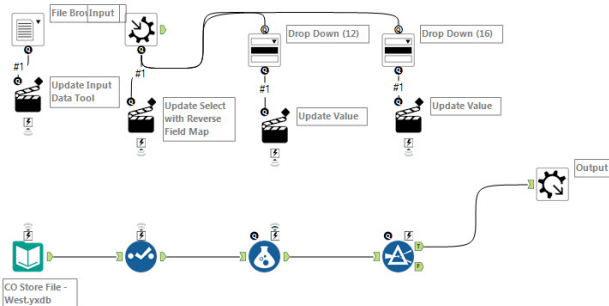 File Brow
Input
Drop Down (12)
Drop Down (16)
#1
Update Input
Data Tool
#1
Update Select
with Reverse
Field Map
#1
Update Value
#1
Update Value
Output
T
F
CO Store File -
West.yxdb